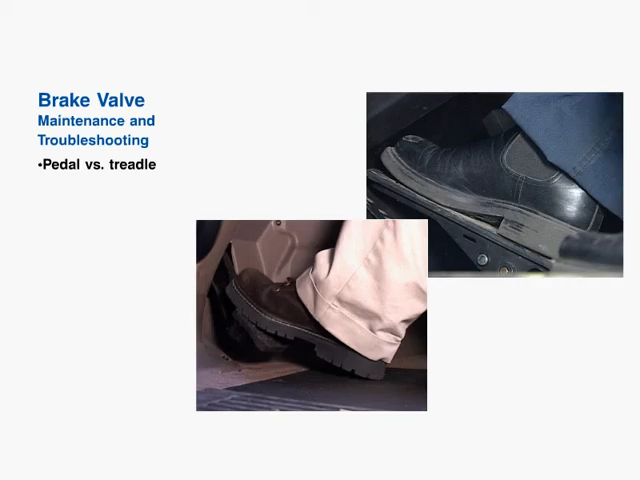 Brake Valve
Maintenance and
Troubleshooting
•Pedal vs. treadle